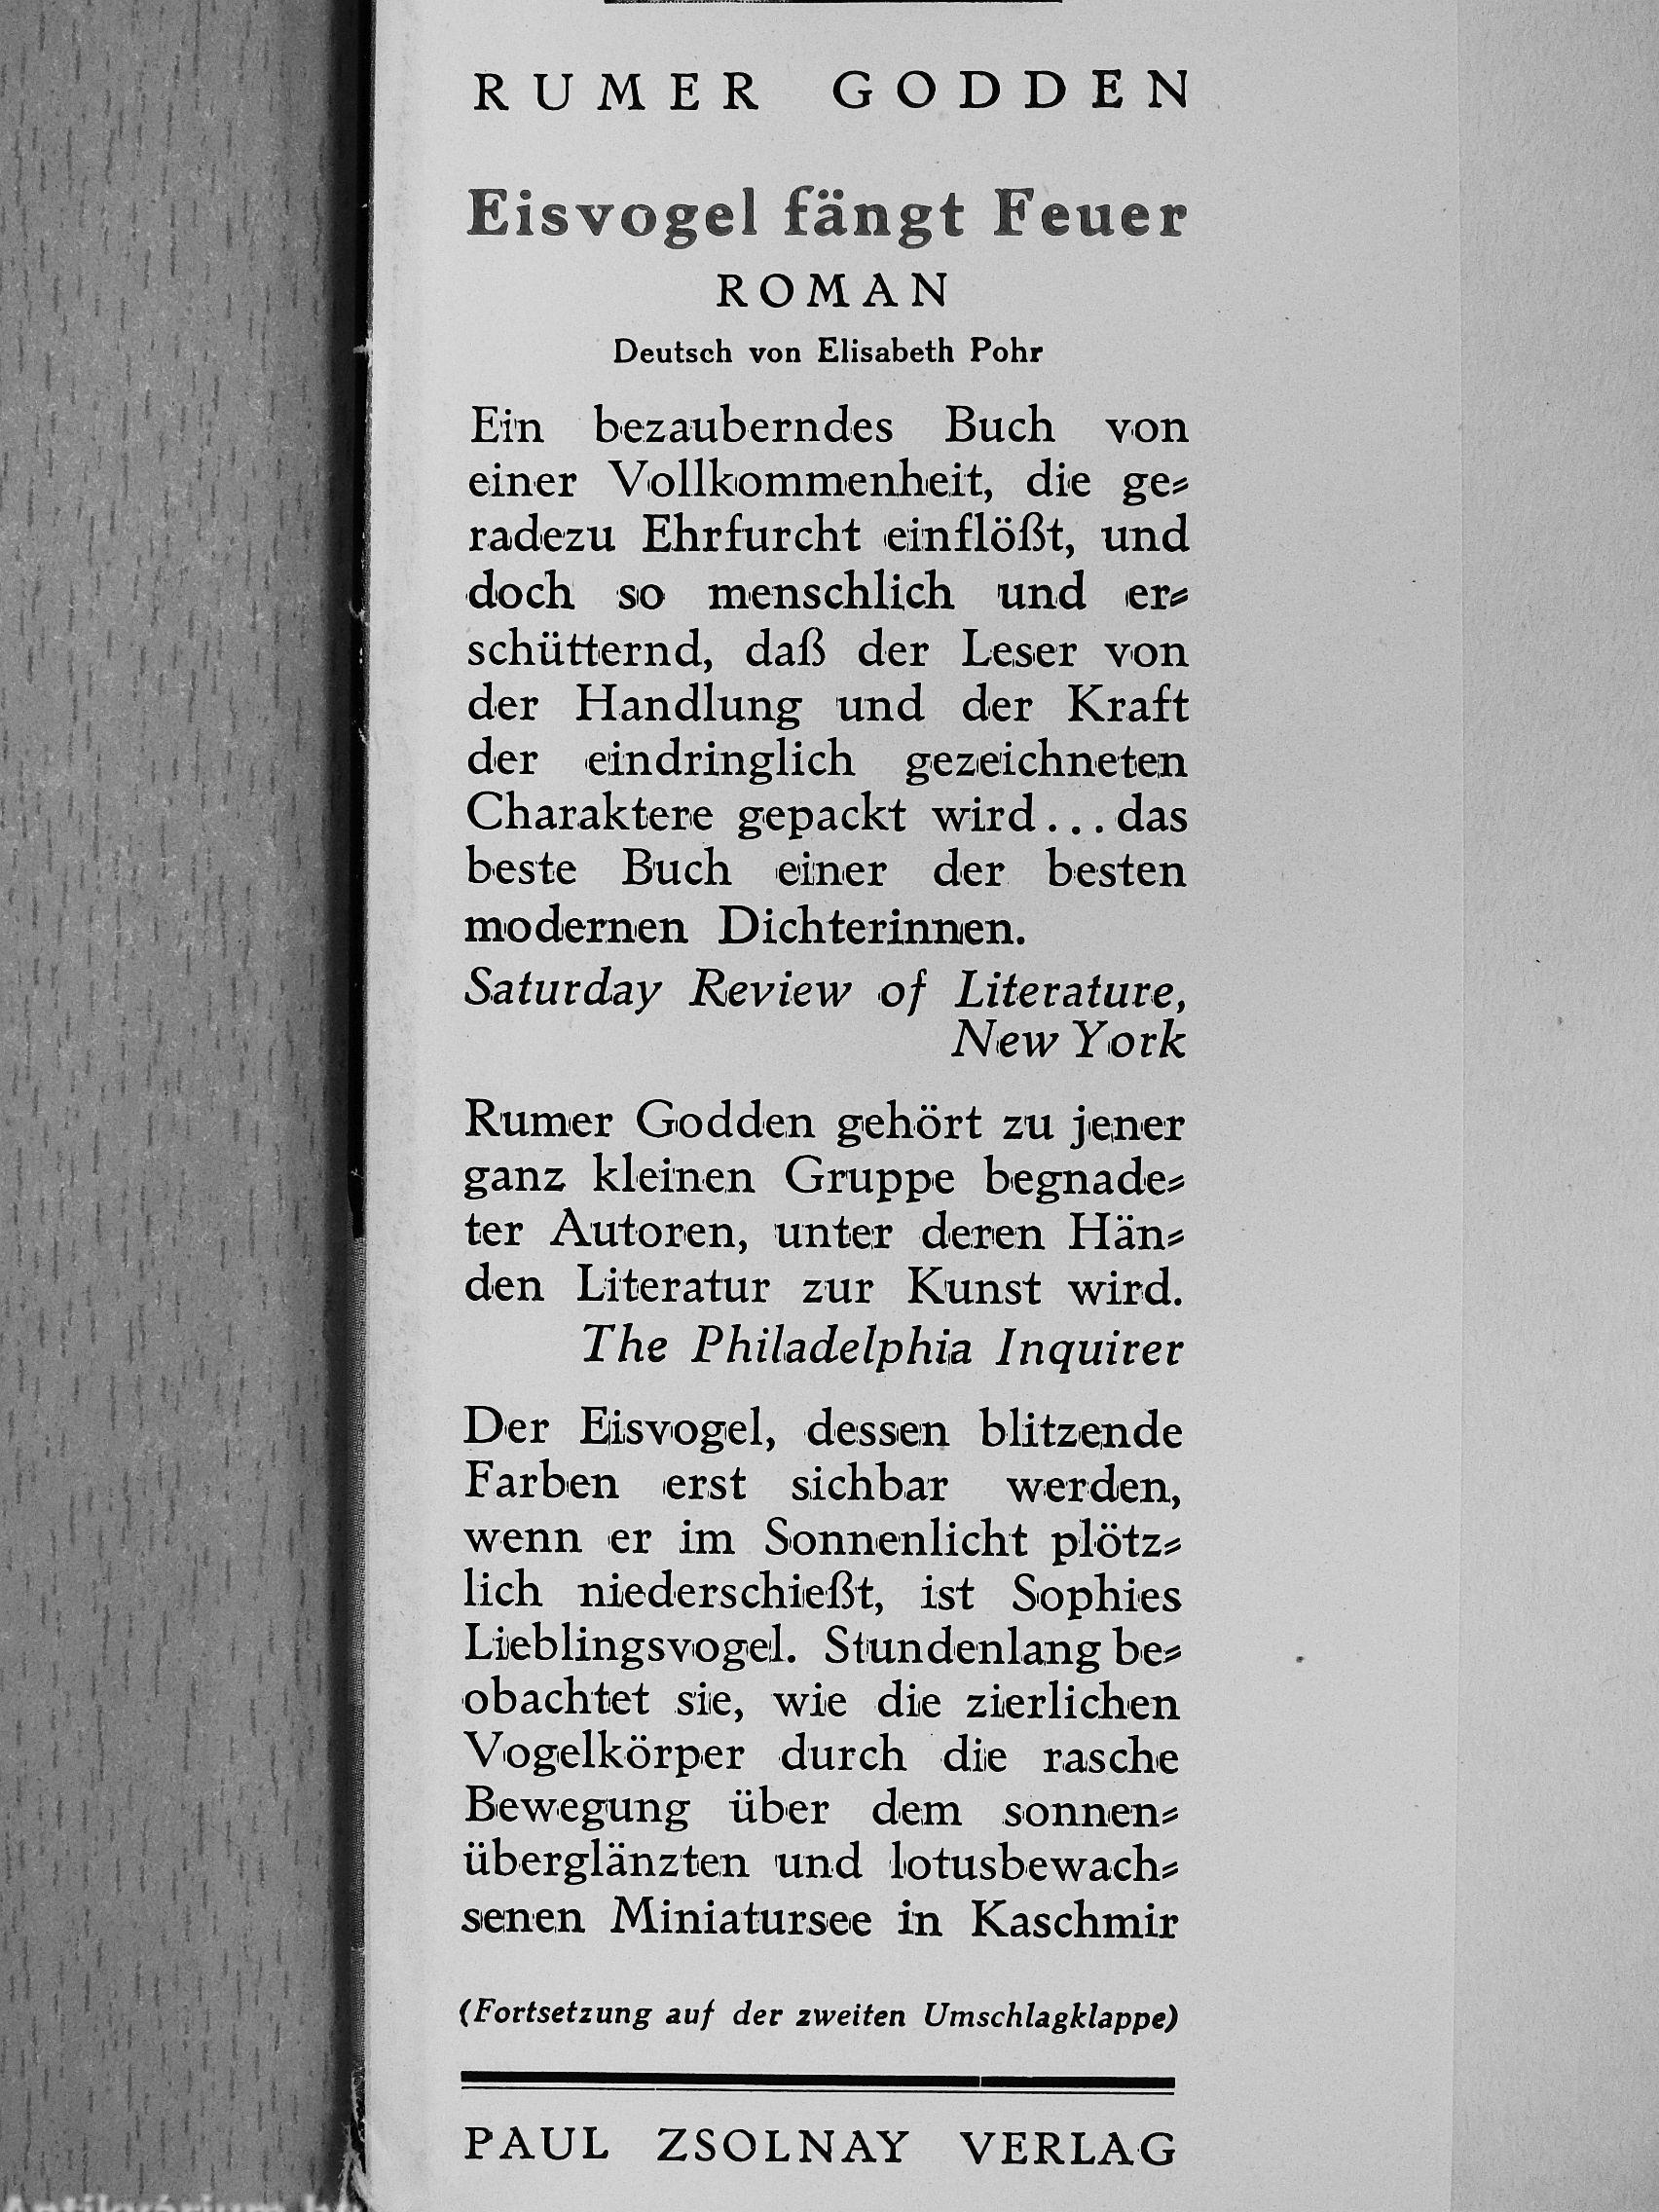 RUMER GODDEN
Eisvogel fängt Feuer
ROMAN
Deutsch von Elisabeth Pohr
Ein bezauberndes Buch von
einer Vollkommenheit, die ge-
radezu Ehrfurcht einflößt, und
doch so menschlich und er-
schütternd, daß der Leser von
der Handlung und der Kraft
der eindringlich gezeichneten
Charaktere gepackt wird...das
beste Buch einer der besten
modernen Dichterinnen.
Saturday Review of Literature,
New York
Rumer Godden gehört zu jener
ganz kleinen Gruppe begnade-
ter Autoren, unter deren Hän-
den Literatur zur Kunst wird.
The Philadelphia Inquirer
Der Eisvogel, dessen blitzende
Farben erst sichbar werden,
wenn er im Sonnenlicht plötz-
lich niederschießt, ist Sophies
Lieblingsvogel. Stundenlang be-
obachtet sie, wie die zierlichen
Vogelkörper durch die rasche
Bewegung über dem sonnen-
überglänzten und lotusbewach-
senen Miniatursee in Kaschmir
(Fortsetzung auf der zweiten Umschlagklappe)
PAUL ZSOLNAY VERLAG